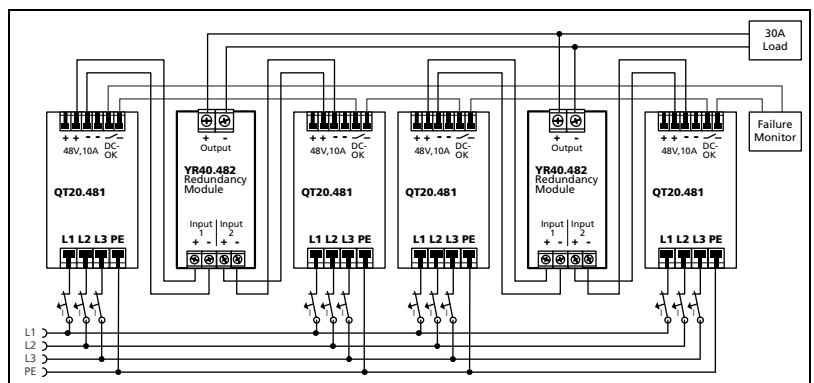 30A
Load
Failure
Monitor
+ + - -
48V,10A
DC-
OK
QT20.481
L1 L2 L3 PE
+ -
Output
YR40.482
Redundancy
Module
Input
1
Input
2
+ - + -
+ + - -
48V,10A
DC-
OK
QT20.481
L1 L2 L3 PE
+ + - -
48V,10A
DC-
OK
QT20.481
L1 L2 L3 PE
+ -
Output
YR40.482
Redundancy
Module
Input
1
Input
2
+ - + -
+ + - -
48V,10A
DC-
OK
QT20.481
L1 L2 L3 PE
I I I
I I I
I I I
I I I
L1
L2
L3
PE